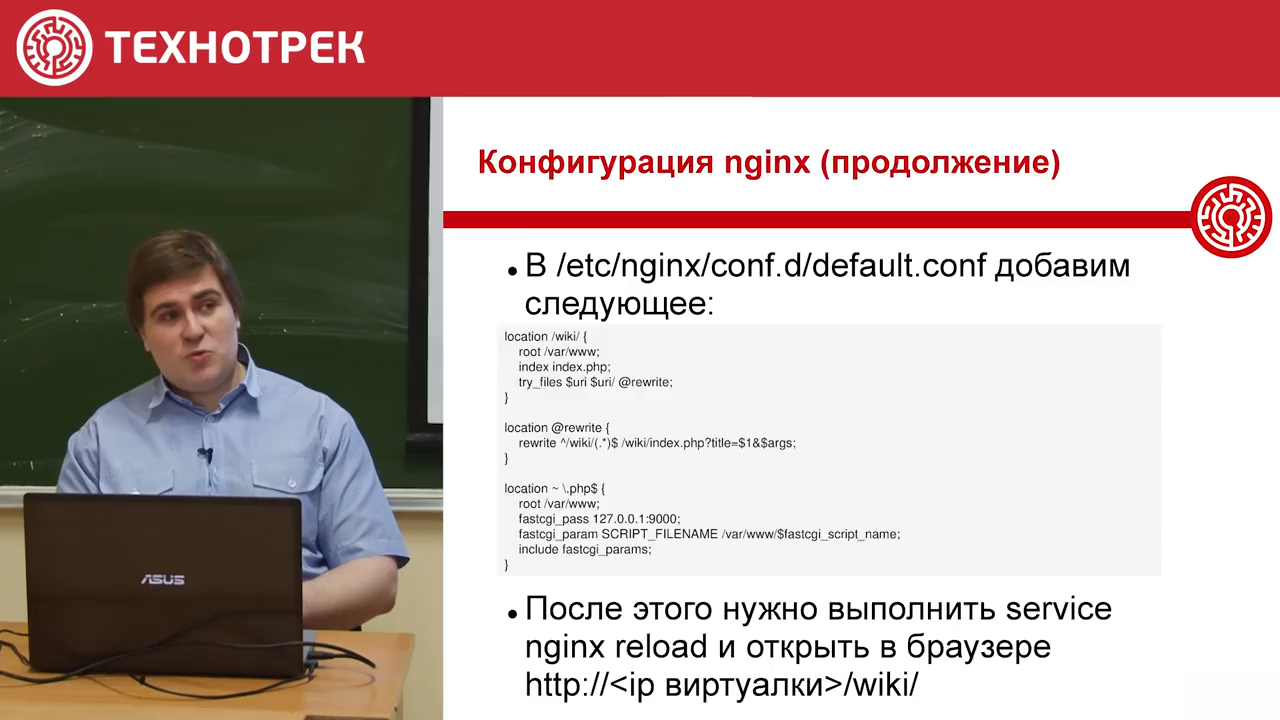 ТЕХНОТРЕК
Конфигурация nginx (продолжение)
• В /etc/nginx/conf.d/default.conf добавим
следующее:
location /wiki/ {
root /var/www;
index index.php;
try_files $uri $uri/ @rewrite;
}
location @rewrite {
rewrite ^/wiki/(.*)$ /wiki/index.php?title=$1&$args;
}
location ~ \.php$ {
root /var/www;
fastcgi_pass 127.0.0.1:9000;
fastcgi_param SCRIPT_FILENAME /var/www/$fastcgi_script_name;
include fastcgi_params;
}
• После этого нужно выполнить service
nginx reload и открыть в браузере
http://<ip виртуалки>/wiki/
ASUS